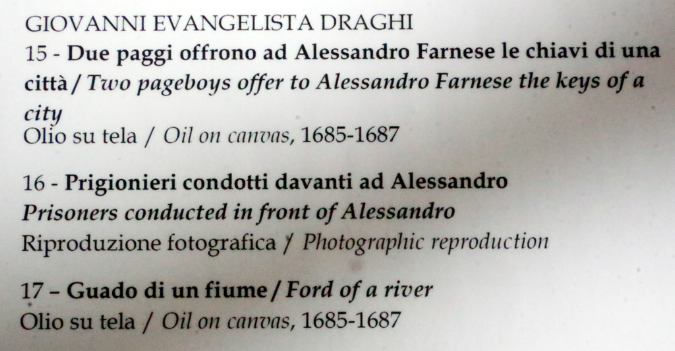 GIOVANNI EVANGELISTA DRAGHI
15 - Due paggi offrono ad Alessandro Farnese le chiavi di una
città / Two pageboys offer to Alessandro Farnese the keys of a
city
Olio su tela / Oil on canvas, 1685-1687
16 - Prigionieri condotti davanti ad Alessandro
Prisoners conducted in front of Alessandro
Riproduzione fotografica / Photographic reproduction
17 – Guado di un fiume / Ford of a river
Olio su tela / Oil on canvas, 1685-1687